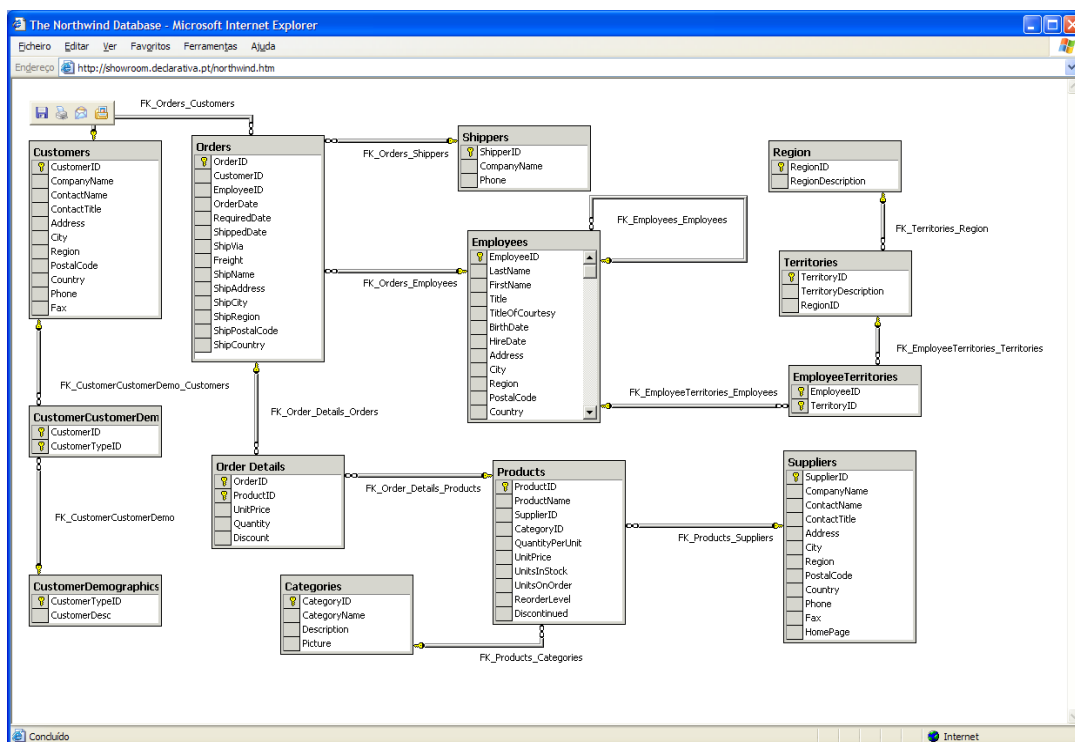 The Northwind Database - Microsoft Internet Explorer
Ficheiro Editar Ver Favoritos Ferramentas Ajuda
Endereço http://showroom.declarativa.pt/northwind.htm
FK_Orders_Customers
Customers
CustomerID
CompanyName
ContactName
ContactTitle
Address
City
Region
PostalCode
Country
Phone
Fax
Orders
OrderID
CustomerID
EmployeeID
OrderDate
RequiredDate
ShippedDate
ShipVia
Freight
ShipName
ShipAddress
ShipCity
ShipRegion
ShipPostalCode
ShipCountry
FK_Orders_Shippers
Shippers
ShipperID
CompanyName
Phone
Region
RegionID
RegionDescription
FK_Employees_Employees
FK_Territories_Region
Employees
EmployeeID
LastName
FirstName
Title
TitleOfCourtesy
BirthDate
HireDate
Address
City
Region
PostalCode
Country
FK_Orders_Employees
Territories
TerritoryID
TerritoryDescription
RegionID
FK_EmployeeTerritories_Territories
EmployeeTerritories
EmployeeID
TerritoryID
FK_EmployeeTerritories_Employees
FK_CustomerCustomerDemo_Customers
CustomerCustomerDem
CustomerID
CustomerTypeID
FK_Order_Details_Orders
Order Details
OrderID
ProductID
UnitPrice
Quantity
Discount
FK_Order_Details_Products
Products
ProductID
ProductName
SupplierID
CategoryID
QuantityPerUnit
UnitPrice
UnitsInStock
UnitsOnOrder
ReorderLevel
Discontinued
FK_Products_Suppliers
Suppliers
SupplierID
CompanyName
ContactName
ContactTitle
Address
City
Region
PostalCode
Country
Phone
Fax
HomePage
FK_CustomerCustomerDemo
CustomerDemographics
CustomerTypeID
CustomerDesc
Categories
CategoryID
CategoryName
Description
Picture
FK_Products_Categories
Concluído
Internet